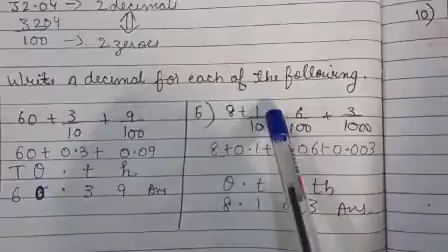 32.04 → 2 decimal
3204
100 → 2 zeroes
10)
Write a decimal for each of the following.
60 + 3/10 + 9/100
60 + 0.3 + 0.09
T O . t h
6 0 . 3 9 Ans
6) 8 + 1/10 6/100 + 3/1000
8 + 0.1 + .06 + 0.003
O . t th
8 . 1 3 Ans